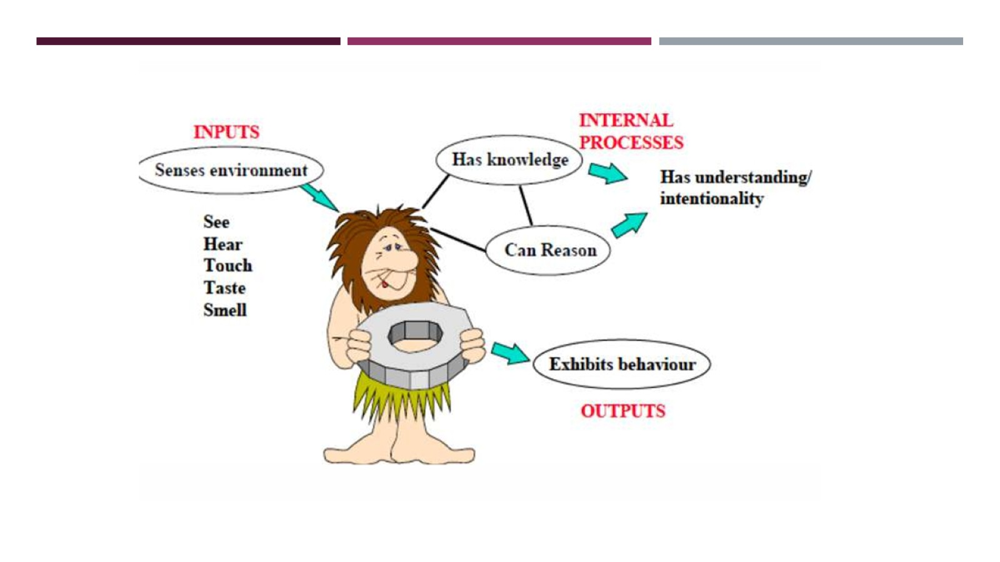 INPUTS
Senses environment
See
Hear
Touch
Taste
Smell
INTERNAL
PROCESSES
Has knowledge
Has understanding/
intentionality
Can Reason
Exhibits behaviour
OUTPUTS